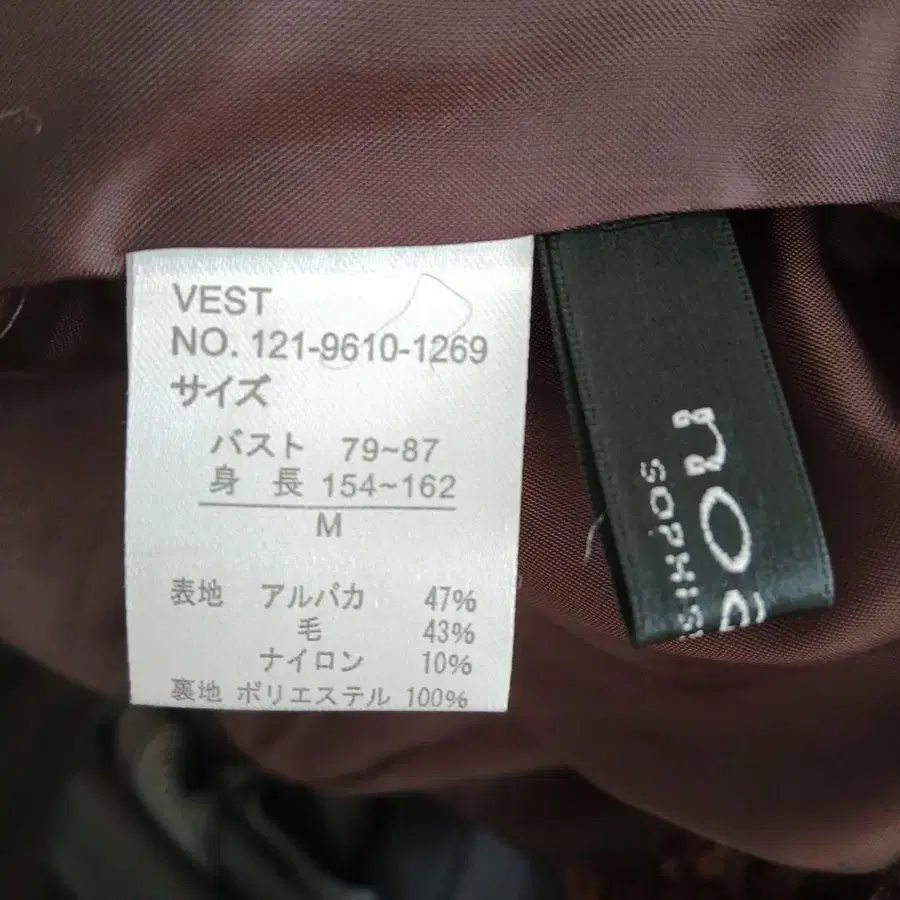 VEST
NO. 121-9610-1269
サイズ
バスト 79~87
身 長 154~162
M
表地 アルパカ 47%
毛 43%
ナイロン 10%
裏地 ポリエステル 100%